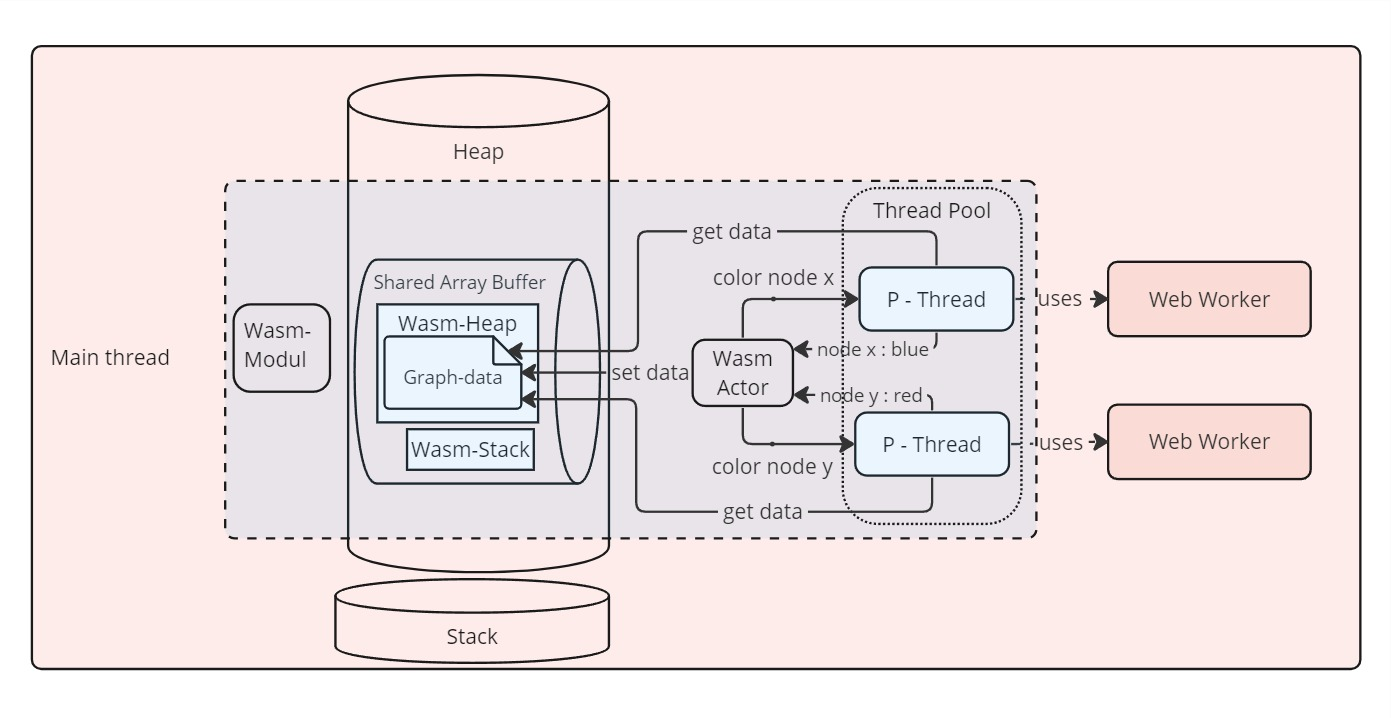 Heap
Thread Pool
get data
color node x
Shared Array Buffer
P - Thread
uses
Web Worker
Wasm-Heap
Wasm-
Modul
node x : blue
Main thread
Wasm
Actor
set data
Graph-data
node y : red
Wasm-Stack
P - Thread
uses
Web Worker
color node y
get data
Stack